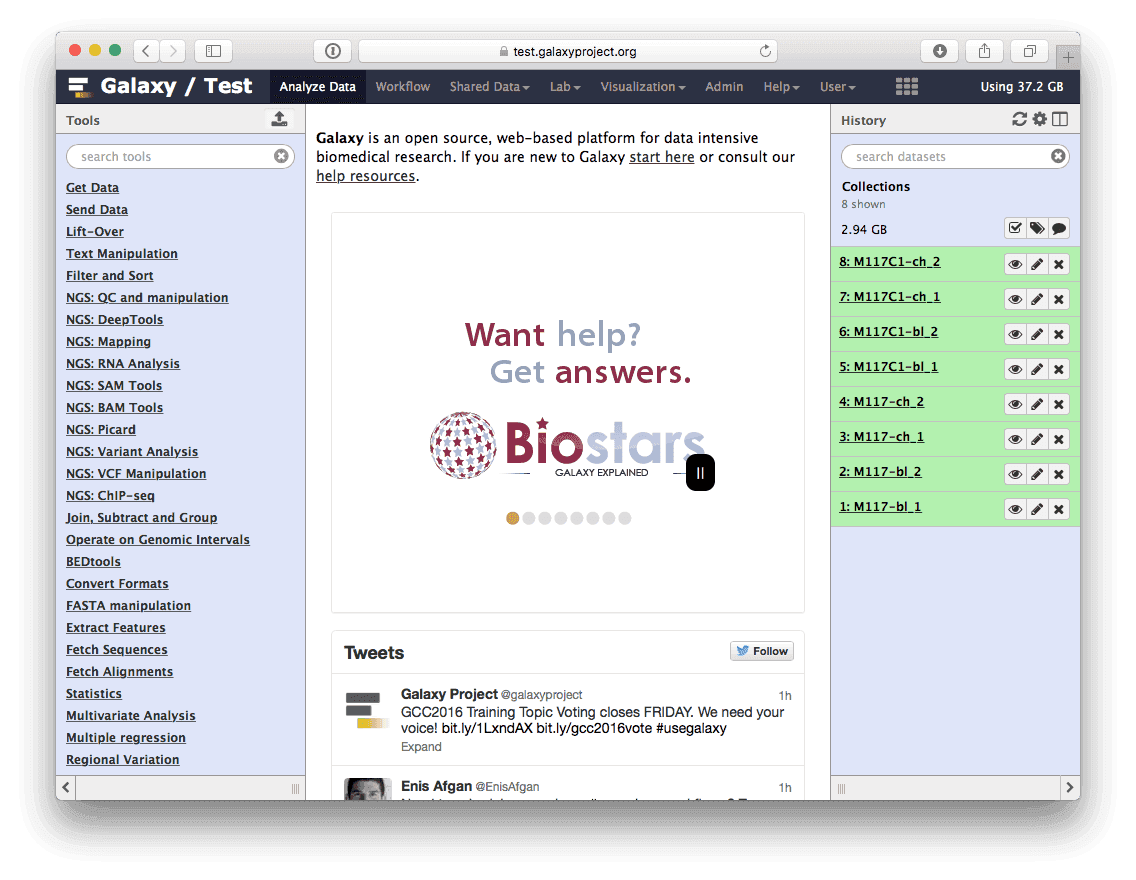 test.galaxyproject.org
Galaxy / Test
Analyze Data
Workflow
Shared Data
Lab
Visualization
Admin
Help
User
Using 37.2 GB
Tools
search tools
Get Data
Send Data
Lift-Over
Text Manipulation
Filter and Sort
NGS: QC and manipulation
NGS: DeepTools
NGS: Mapping
NGS: RNA Analysis
NGS: SAM Tools
NGS: BAM Tools
NGS: Picard
NGS: Variant Analysis
NGS: VCF Manipulation
NGS: ChIP-seq
Join, Subtract and Group
Operate on Genomic Intervals
BEDtools
Convert Formats
FASTA manipulation
Extract Features
Fetch Sequences
Fetch Alignments
Statistics
Multivariate Analysis
Multiple regression
Regional Variation
Galaxy is an open source, web-based platform for data intensive
biomedical research. If you are new to Galaxy start here or consult our
help resources.
Want help?
Get answers.
Biostars
GALAXY EXPLAINED
Tweets
Follow
Galaxy Project @galaxyproject 1h
GCC2016 Training Topic Voting closes FRIDAY. We need your
voice! bit.ly/1LxndAX bit.ly/gcc2016vote #usegalaxy
Expand
Enis Afgan @EnisAfgan 1h
History
search datasets
Collections
8 shown
2.94 GB
8: M117C1-ch_2
7: M117C1-ch_1
6: M117C1-bl_2
5: M117C1-bl_1
4: M117-ch_2
3: M117-ch_1
2: M117-bl_2
1: M117-bl_1